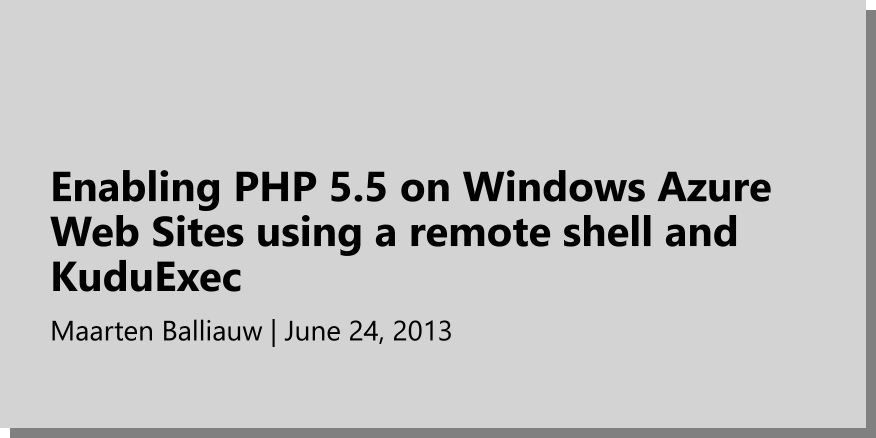 Enabling PHP 5.5 on Windows Azure
Web Sites using a remote shell and
KuduExec
Maarten Balliauw | June 24, 2013